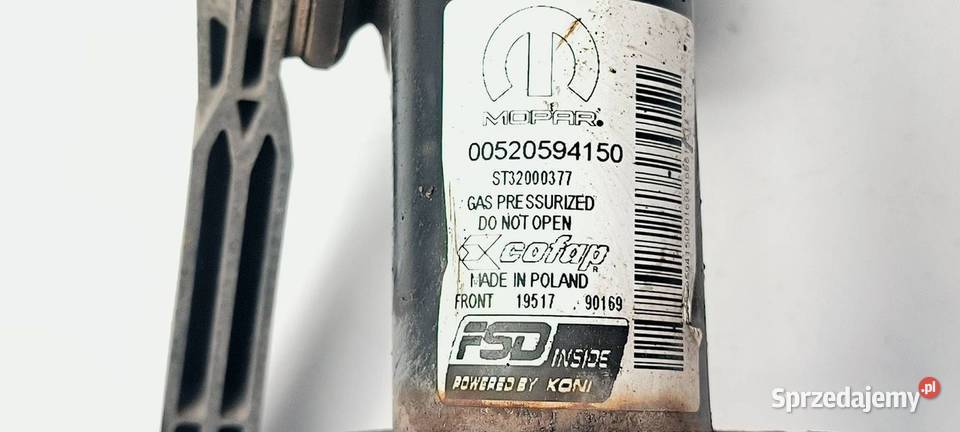 MOPAR.
00520594150
ST32000377
GAS PRESSURIZED
DO NOT OPEN
cofap R
MADE IN POLAND
FRONT 19517 90169
FSD INSIDE
POWERED BY KONI
Sprzedajemy.pl